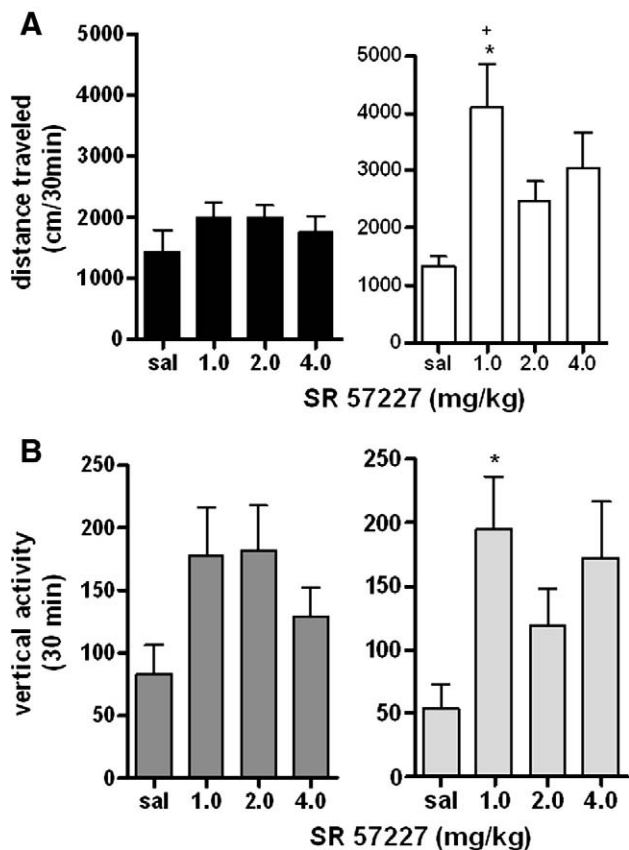 A
distance traveled
(cm/30min)
5000
4000
3000
2000
1000
0
sal 1.0 2.0 4.0
5000
4000
3000
2000
1000
0
+
*
sal 1.0 2.0 4.0
SR 57227 (mg/kg)
B
vertical activity
(30 min)
250
200
150
100
50
0
sal 1.0 2.0 4.0
250
200
150
100
50
0
*
sal 1.0 2.0 4.0
SR 57227 (mg/kg)